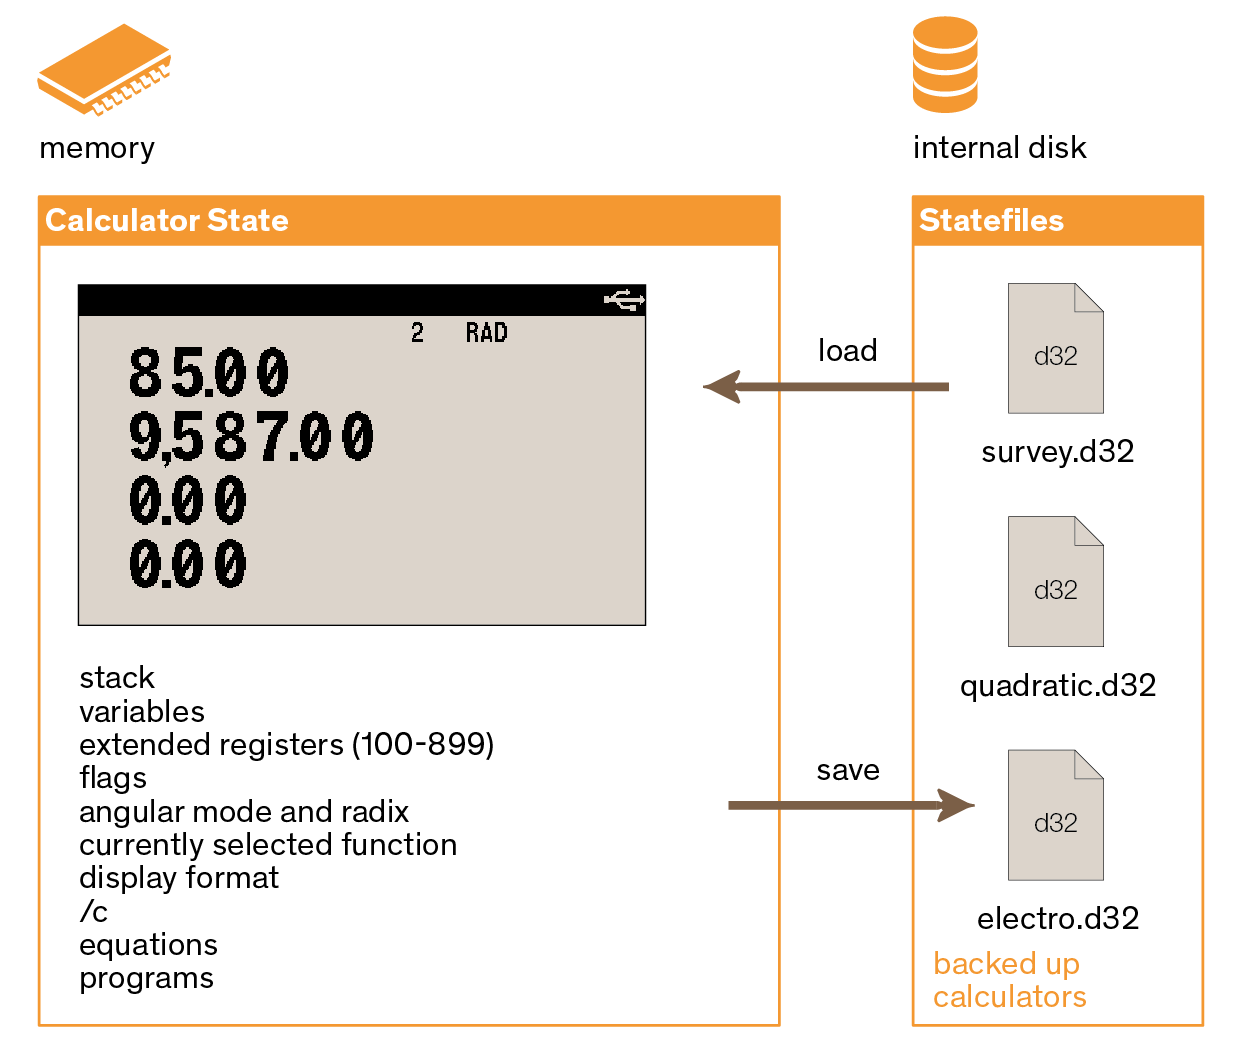 memory
internal disk
Calculator State
Statefiles
2 RAD
85.00
9,587.00
0.00
0.00
stack
variables
extended registers (100-899)
flags
angular mode and radix
currently selected function
display format
/c
equations
programs
load
save
d32
survey.d32
d32
quadratic.d32
d32
electro.d32
backed up
calculators